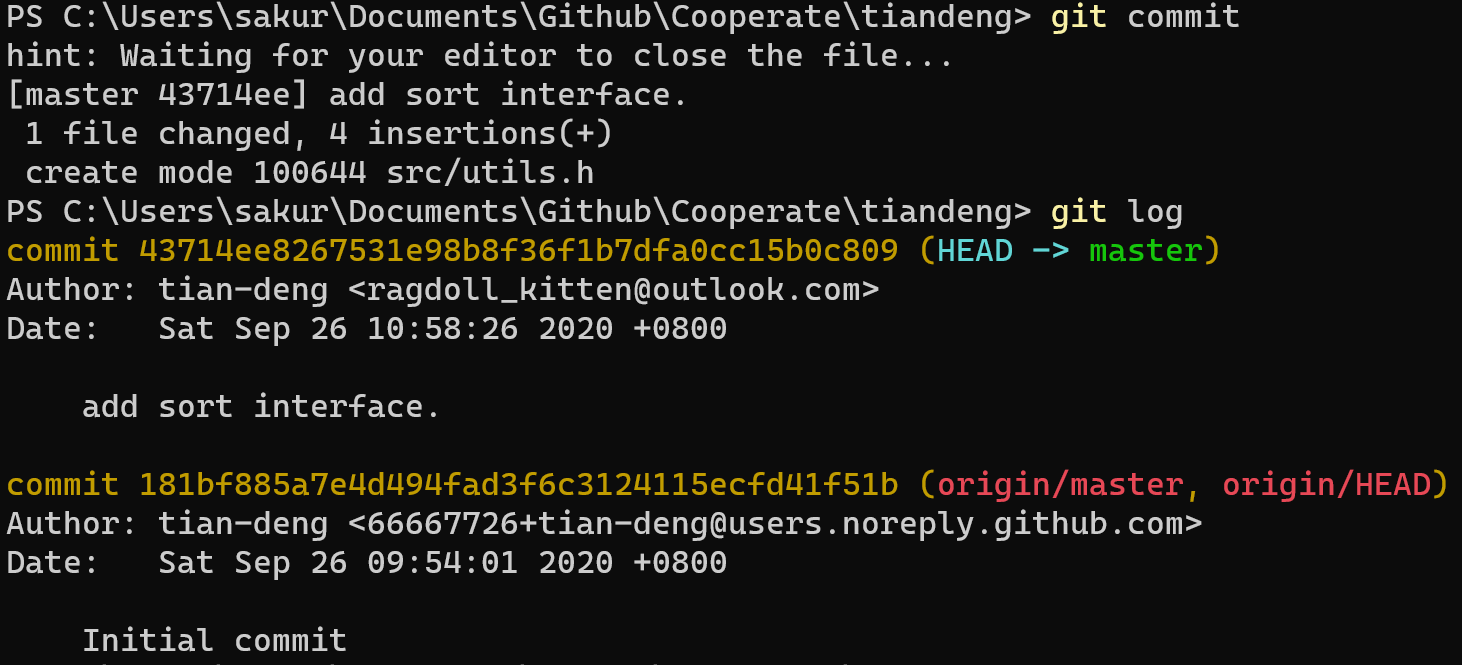 PS C:\Users\sakur\Documents\Github\Cooperate\tiandeng> git commit
hint: Waiting for your editor to close the file...
[master 43714ee] add sort interface.
 1 file changed, 4 insertions(+)
 create mode 100644 src/utils.h
PS C:\Users\sakur\Documents\Github\Cooperate\tiandeng> git log
commit 43714ee8267531e98b8f36f1b7dfa0cc15b0c809 (HEAD -> master)
Author: tian-deng <ragdoll_kitten@outlook.com>
Date:   Sat Sep 26 10:58:26 2020 +0800

    add sort interface.

commit 181bf885a7e4d494fad3f6c3124115ecfd41f51b (origin/master, origin/HEAD)
Author: tian-deng <66667726+tian-deng@users.noreply.github.com>
Date:   Sat Sep 26 09:54:01 2020 +0800

    Initial commit